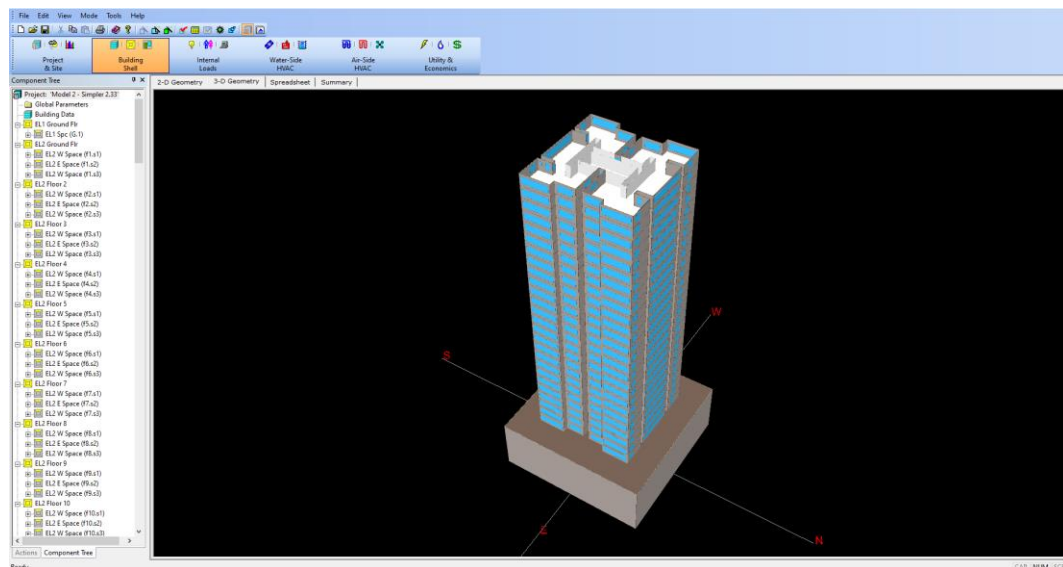 File Edit View Mode Tools Help
Project & Site
Building Shell
Internal Loads
Water-Side HVAC
Air-Side HVAC
Utility & Economics
Component Tree
2-D Geometry 3-D Geometry Spreadsheet Summary
Project: 'Model 2 - Simpler 2.33'
Global Parameters
Building Data
EL1 Ground Flr
EL1 Spc (G.1)
EL2 Ground Flr
EL2 W Space (f1.s1)
EL2 E Space (f1.s2)
EL2 W Space (f1.s3)
EL2 Floor 2
EL2 W Space (f2.s1)
EL2 E Space (f2.s2)
EL2 W Space (f2.s3)
EL2 Floor 3
EL2 W Space (f3.s1)
EL2 E Space (f3.s2)
EL2 W Space (f3.s3)
EL2 Floor 4
EL2 W Space (f4.s1)
EL2 E Space (f4.s2)
EL2 W Space (f4.s3)
EL2 Floor 5
EL2 W Space (f5.s1)
EL2 E Space (f5.s2)
EL2 W Space (f5.s3)
EL2 Floor 6
EL2 W Space (f6.s1)
EL2 E Space (f6.s2)
EL2 W Space (f6.s3)
EL2 Floor 7
EL2 W Space (f7.s1)
EL2 E Space (f7.s2)
EL2 W Space (f7.s3)
EL2 Floor 8
EL2 W Space (f8.s1)
EL2 E Space (f8.s2)
EL2 W Space (f8.s3)
EL2 Floor 9
EL2 W Space (f9.s1)
EL2 E Space (f9.s2)
EL2 W Space (f9.s3)
EL2 Floor 10
EL2 W Space (f10.s1)
EL2 E Space (f10.s2)
EL2 W Space (f10.s3)
Actions Component Tree
W
S
N